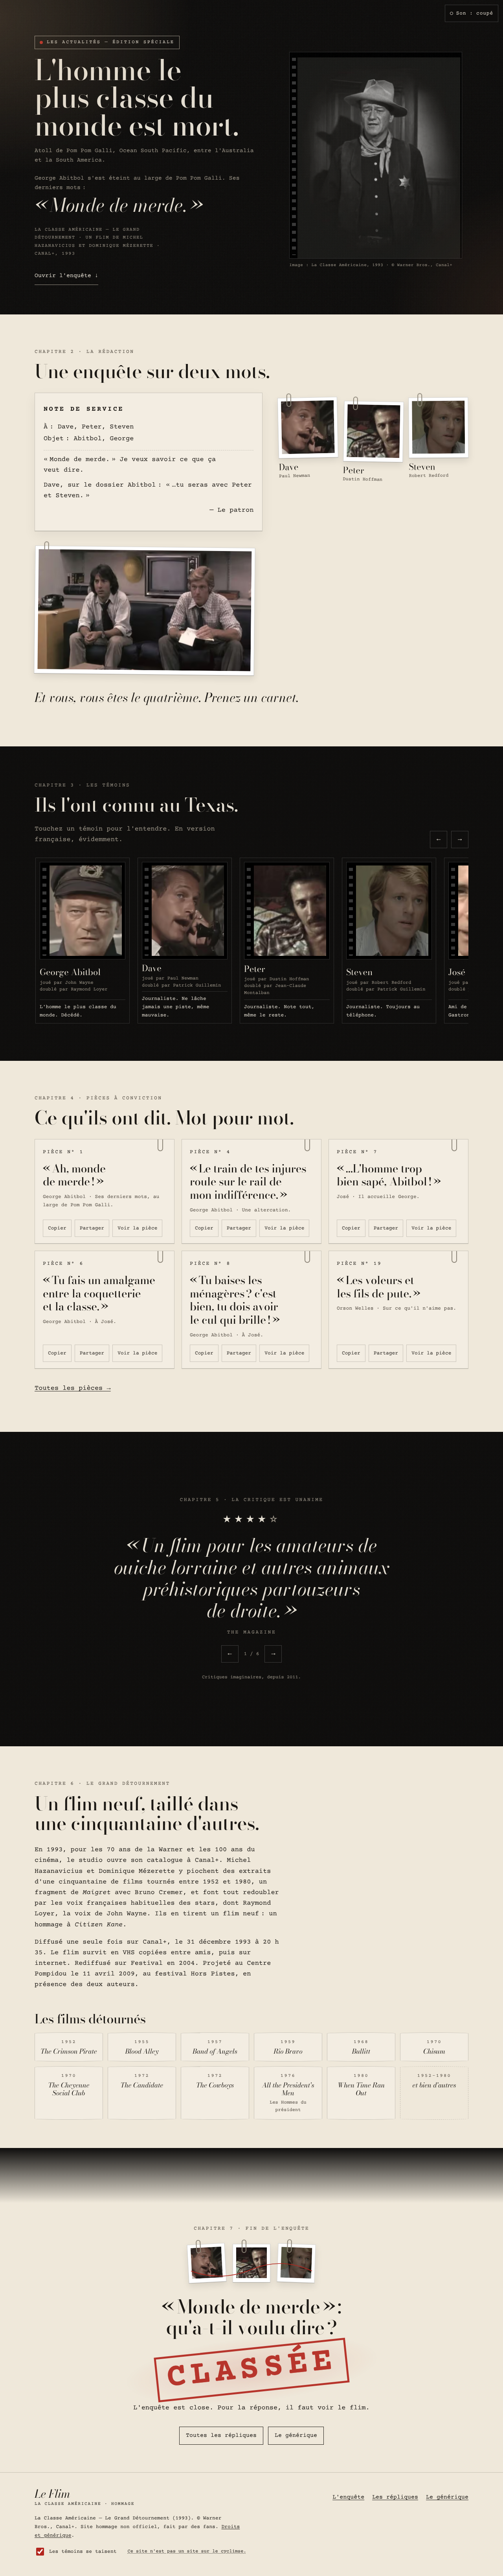 Son : coupé
LES ACTUALITÉS — ÉDITION SPÉCIALE
L'homme le
plus classe du
monde est mort.
Atoll de Pom Pom Galli, Ocean South Pacific, entre l'Australia
et la South America.
George Abitbol s'est éteint au large de Pom Pom Galli. Ses
derniers mots :
« Monde de merde. »
LA CLASSE AMÉRICAINE — LE GRAND
DÉTOURNEMENT · UN FLIM DE MICHEL
HAZANAVICIUS ET DOMINIQUE MÉZERETTE ·
CANAL+, 1993
Ouvrir l'enquête ↓
Image : La Classe Américaine, 1993 · © Warner Bros., Canal+
CHAPITRE 2 · LA RÉDACTION
Une enquête sur deux mots.
NOTE DE SERVICE
À : Dave, Peter, Steven
Objet : Abitbol, George
« Monde de merde. » Je veux savoir ce que ça
veut dire.
Dave, sur le dossier Abitbol : « …tu seras avec Peter
et Steven. »
— Le patron
Dave
Paul Newman
Peter
Dustin Hoffman
Steven
Robert Redford
Et vous, vous êtes le quatrième. Prenez un carnet.
CHAPITRE 3 · LES TÉMOINS
Ils l'ont connu au Texas.
Touchez un témoin pour l'entendre. En version
française, évidemment.
← →
George Abitbol
joué par John Wayne
doublé par Raymond Loyer
L'homme le plus classe du
monde. Décédé.
Dave
joué par Paul Newman
doublé par Patrick Guillemin
Journaliste. Ne lâche
jamais une piste, même
mauvaise.
Peter
joué par Dustin Hoffman
doublé par Jean-Claude
Montalban
Journaliste. Note tout,
même le reste.
Steven
joué par Robert Redford
doublé par Patrick Guillemin
Journaliste. Toujours au
téléphone.
José
joué pa
doublé
Ami de
Gastron
CHAPITRE 4 · PIÈCES À CONVICTION
Ce qu'ils ont dit. Mot pour mot.
PIÈCE N° 1
« Ah, monde
de merde ! »
George Abitbol · Ses derniers mots, au
large de Pom Pom Galli.
Copier Partager Voir la pièce
PIÈCE N° 4
« Le train de tes injures
roule sur le rail de
mon indifférence. »
George Abitbol · Une altercation.
Copier Partager Voir la pièce
PIÈCE N° 7
« …L'homme trop
bien sapé, Abitbol ! »
José · Il accueille George.
Copier Partager Voir la pièce
PIÈCE N° 6
« Tu fais un amalgame
entre la coquetterie
et la classe. »
George Abitbol · À José.
Copier Partager Voir la pièce
PIÈCE N° 8
« Tu baises les
ménagères ? c'est
bien, tu dois avoir
le cul qui brille ! »
George Abitbol · À José.
Copier Partager Voir la pièce
PIÈCE N° 19
« Les voleurs et
les fils de pute. »
Orson Welles · Sur ce qu'il n'aime pas.
Copier Partager Voir la pièce
Toutes les pièces →
CHAPITRE 5 · LA CRITIQUE EST UNANIME
★★★★☆
« Un flim pour les amateurs de
ouiche lorraine et autres animaux
préhistoriques partouzeurs
de droite. »
THE MAGAZINE
← →
Critiques imaginaires, depuis 2011.
CHAPITRE 6 · LE GRAND DÉTOURNEMENT
Un flim neuf, taillé dans
une cinquantaine d'autres.
En 1993, pour les 70 ans de la Warner et les 100 ans du
cinéma, le studio ouvre son catalogue à Canal+. Michel
Hazanavicius et Dominique Mézerette y piochent des extraits
d'une cinquantaine de films tournés entre 1952 et 1980, un
fragment de Maigret avec Bruno Cremer, et font tout redoubler
par les voix françaises habituelles des stars, dont Raymond
Loyer, la voix de John Wayne. Ils en tirent un flim neuf : un
hommage à Citizen Kane.
Diffusé une seule fois sur Canal+, le 31 décembre 1993 à 20 h
35. Le flim survit en VHS copiées entre amis, puis sur
internet. Rediffusé sur Festival en 2004. Projeté au Centre
Pompidou le 11 avril 2009, au festival Hors Pistes, en
présence des deux auteurs.
Les films détournés
1952
The Crimson Pirate
1955
Blood Alley
1957
Band of Angels
1959
Rio Bravo
1968
Bullitt
1970
Chisum
1970
The Cheyenne
Social Club
1972
The Candidate
1972
The Cowboys
1976
All the President's
Men
Les Hommes du
président
1980
When Time Ran
Out
1952–1980
et bien d'autres
CHAPITRE 7 · FIN DE L'ENQUÊTE
« Monde de merde » :
qu'a-t-il voulu dire ?
CLASSÉE
L'enquête est close. Pour la réponse, il faut voir le flim.
Toutes les répliques Le générique
Le Flim
LA CLASSE AMÉRICAINE · HOMMAGE
L'enquête Les répliques Le générique
La Classe Américaine — Le Grand Détournement (1993). © Warner
Bros., Canal+. Site hommage non officiel, fait par des fans. Droits
et générique.
Les témoins se taisent Ce site n'est pas un site sur le cyclisme.